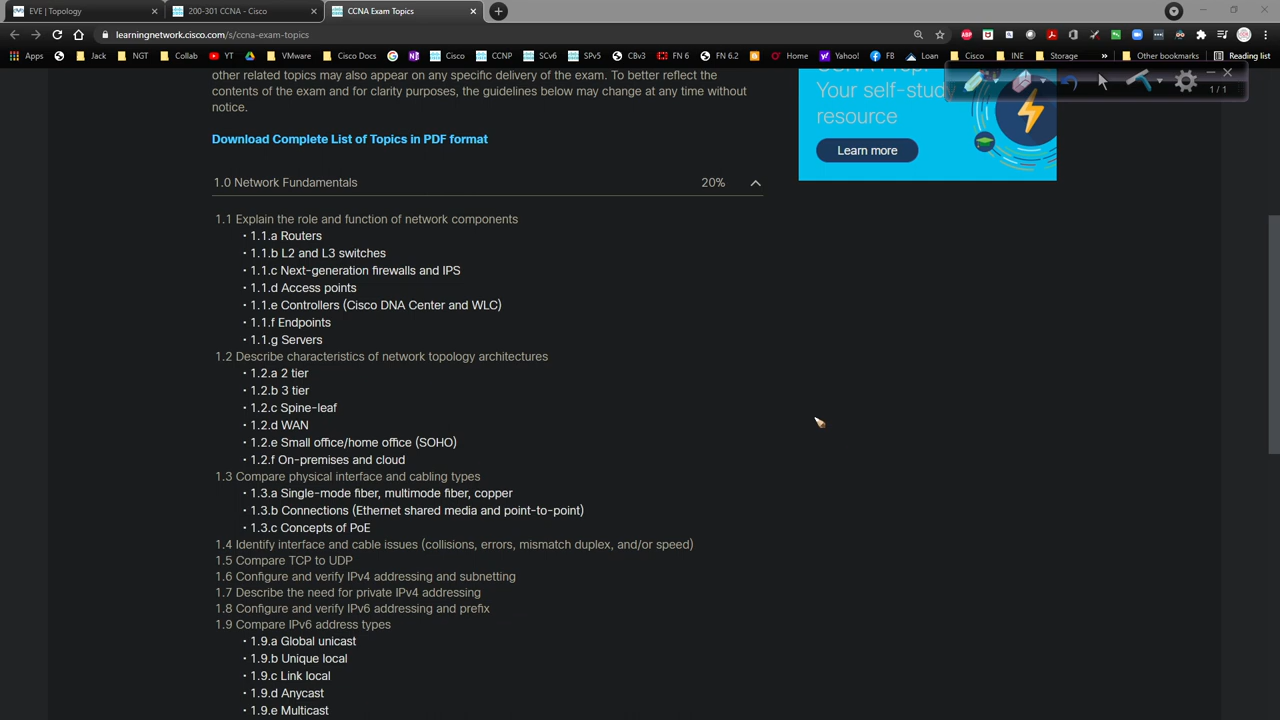 EVE | Topology
200-301 CCNA - Cisco
CCNA Exam Topics
learningnetwork.cisco.com/s/ccna-exam-topics
Apps
Jack
NGT
Collab
YT
VMware
Cisco Docs
Cisco
CCNP
SCv6
SPv5
CBv3
FN 6
FN 6.2
Home
Yahoo!
FB
Loan
Cisco
INE
Storage
»
Other bookmarks
Reading list
1 / 1
other related topics may also appear on any specific delivery of the exam. To better reflect the
contents of the exam and for clarity purposes, the guidelines below may change at any time without
notice.
Your self-study
resource
Learn more
Download Complete List of Topics in PDF format
1.0 Network Fundamentals 20%
1.1 Explain the role and function of network components
• 1.1.a Routers
• 1.1.b L2 and L3 switches
• 1.1.c Next-generation firewalls and IPS
• 1.1.d Access points
• 1.1.e Controllers (Cisco DNA Center and WLC)
• 1.1.f Endpoints
• 1.1.g Servers
1.2 Describe characteristics of network topology architectures
• 1.2.a 2 tier
• 1.2.b 3 tier
• 1.2.c Spine-leaf
• 1.2.d WAN
• 1.2.e Small office/home office (SOHO)
• 1.2.f On-premises and cloud
1.3 Compare physical interface and cabling types
• 1.3.a Single-mode fiber, multimode fiber, copper
• 1.3.b Connections (Ethernet shared media and point-to-point)
• 1.3.c Concepts of PoE
1.4 Identify interface and cable issues (collisions, errors, mismatch duplex, and/or speed)
1.5 Compare TCP to UDP
1.6 Configure and verify IPv4 addressing and subnetting
1.7 Describe the need for private IPv4 addressing
1.8 Configure and verify IPv6 addressing and prefix
1.9 Compare IPv6 address types
• 1.9.a Global unicast
• 1.9.b Unique local
• 1.9.c Link local
• 1.9.d Anycast
• 1.9.e Multicast